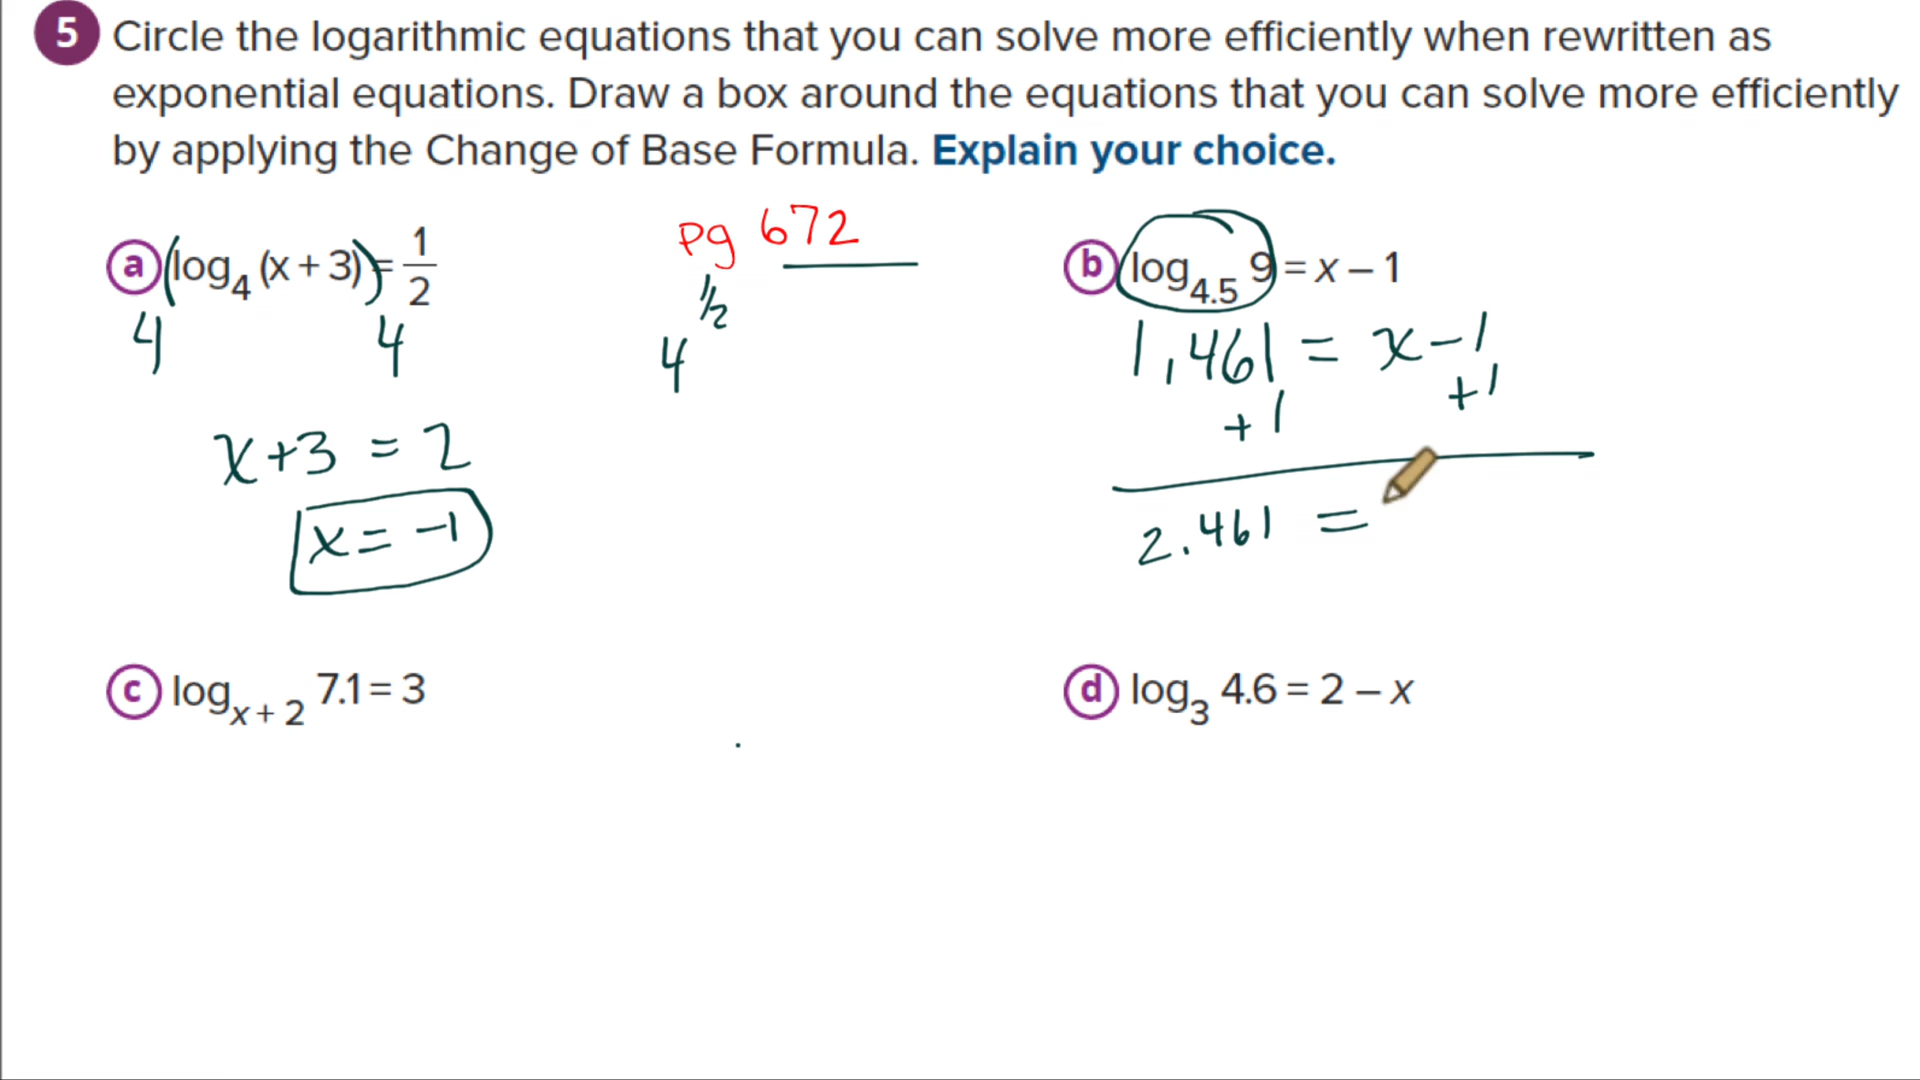 5 Circle the logarithmic equations that you can solve more efficiently when rewritten as
exponential equations. Draw a box around the equations that you can solve more efficiently
by applying the Change of Base Formula. Explain your choice.
pg 672
a (log₄ (x + 3)) = 1/2
4 4
4^1/2
x+3 = 2
x = -1
b log₄.₅ 9 = x – 1
1,461 = x - 1
+1 +1
2.461 =
c logₓ₊₂ 7.1 = 3
d log₃ 4.6 = 2 – x